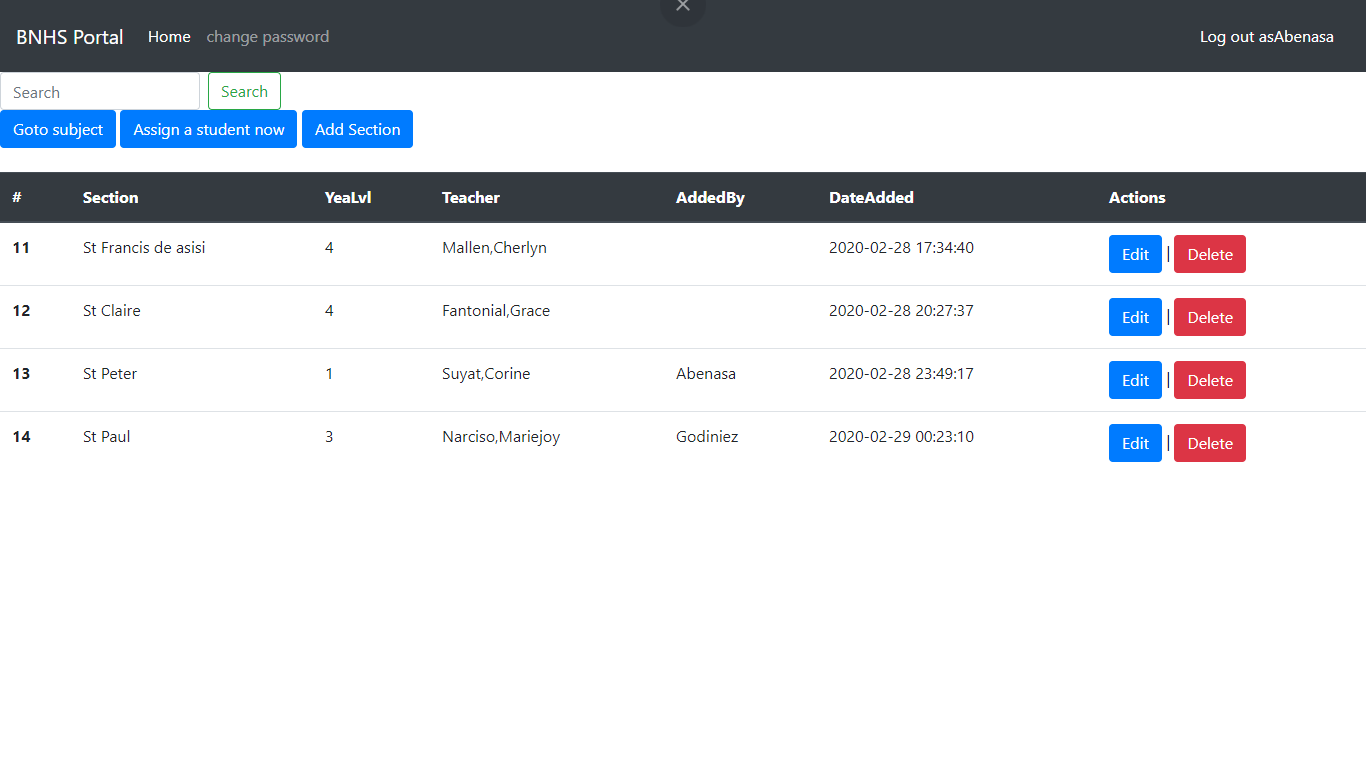 BNHS Portal Home change password Log out asAbenasa
Search Search
Goto subject Assign a student now Add Section
# Section YeaLvl Teacher AddedBy DateAdded Actions
11 St Francis de asisi 4 Mallen,Cherlyn 2020-02-28 17:34:40 Edit | Delete
12 St Claire 4 Fantonial,Grace 2020-02-28 20:27:37 Edit | Delete
13 St Peter 1 Suyat,Corine Abenasa 2020-02-28 23:49:17 Edit | Delete
14 St Paul 3 Narciso,Mariejoy Godiniez 2020-02-29 00:23:10 Edit | Delete